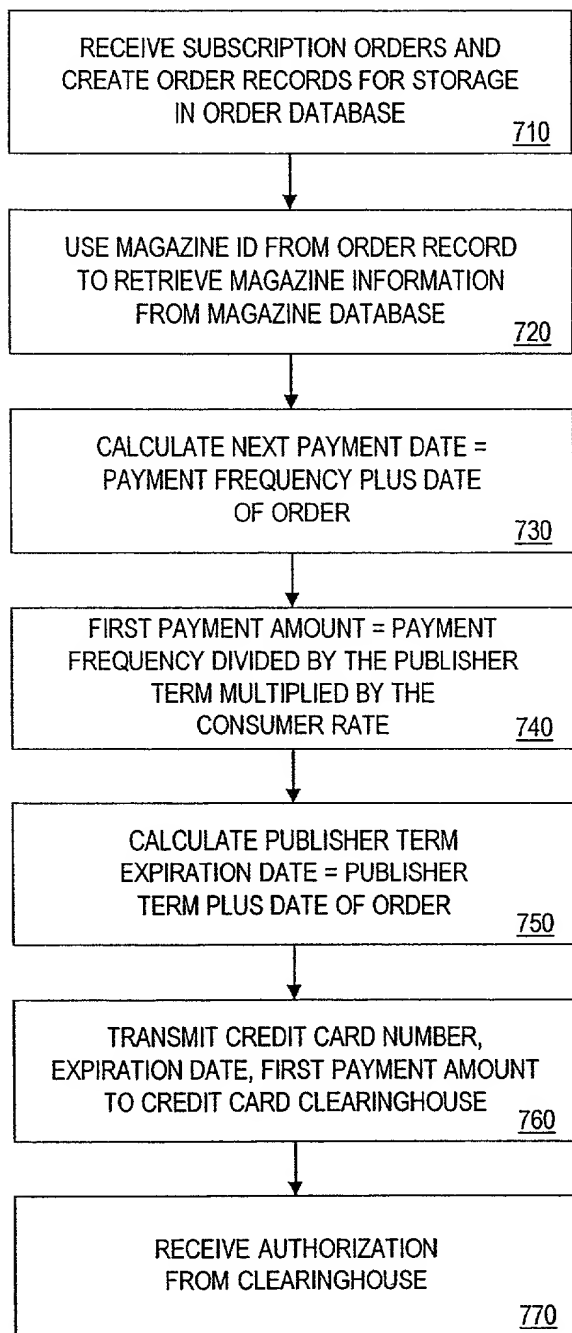 RECEIVE SUBSCRIPTION ORDERS AND
CREATE ORDER RECORDS FOR STORAGE
IN ORDER DATABASE
710
USE MAGAZINE ID FROM ORDER RECORD
TO RETRIEVE MAGAZINE INFORMATION
FROM MAGAZINE DATABASE
720
CALCULATE NEXT PAYMENT DATE =
PAYMENT FREQUENCY PLUS DATE
OF ORDER
730
FIRST PAYMENT AMOUNT = PAYMENT
FREQUENCY DIVIDED BY THE PUBLISHER
TERM MULTIPLIED BY THE
CONSUMER RATE
740
CALCULATE PUBLISHER TERM
EXPIRATION DATE = PUBLISHER
TERM PLUS DATE OF ORDER
750
TRANSMIT CREDIT CARD NUMBER,
EXPIRATION DATE, FIRST PAYMENT AMOUNT
TO CREDIT CARD CLEARINGHOUSE
760
RECEIVE AUTHORIZATION
FROM CLEARINGHOUSE
770